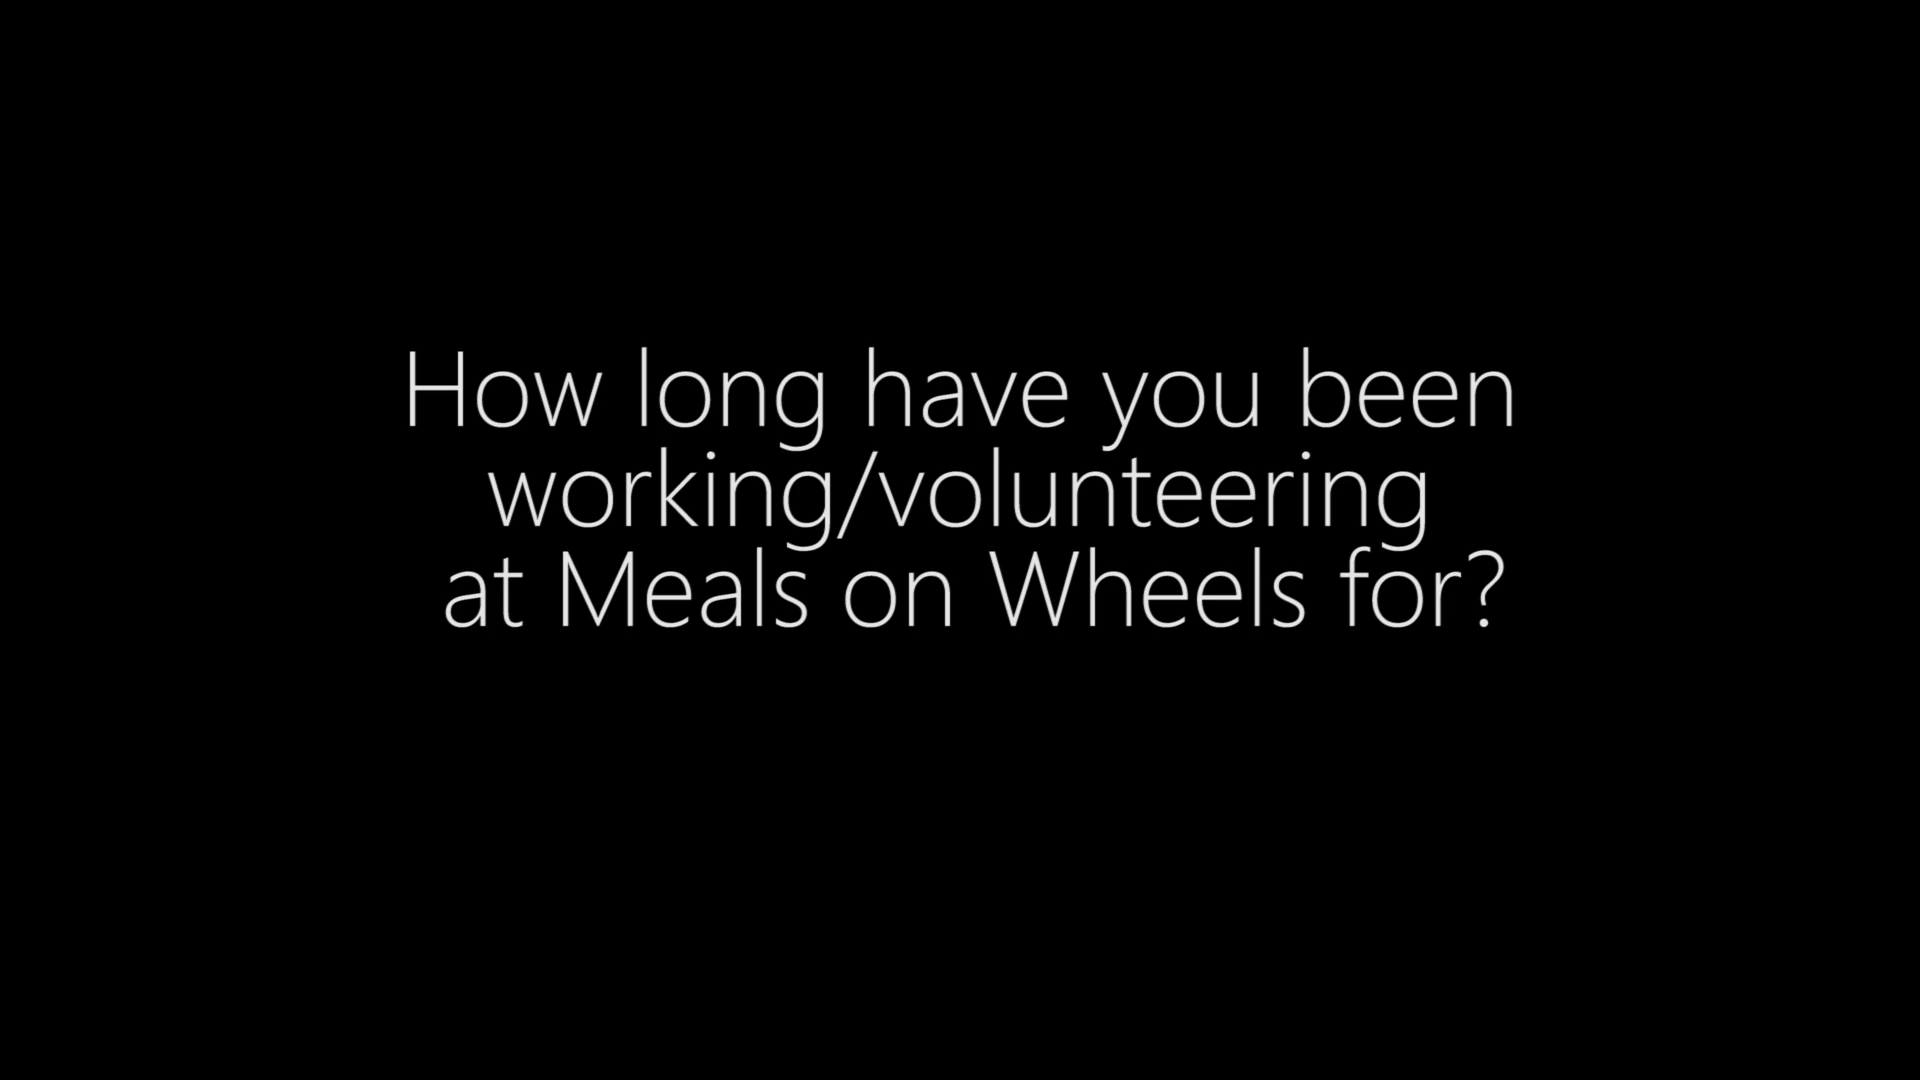 How long have you been
working/volunteering
at Meals on Wheels for?